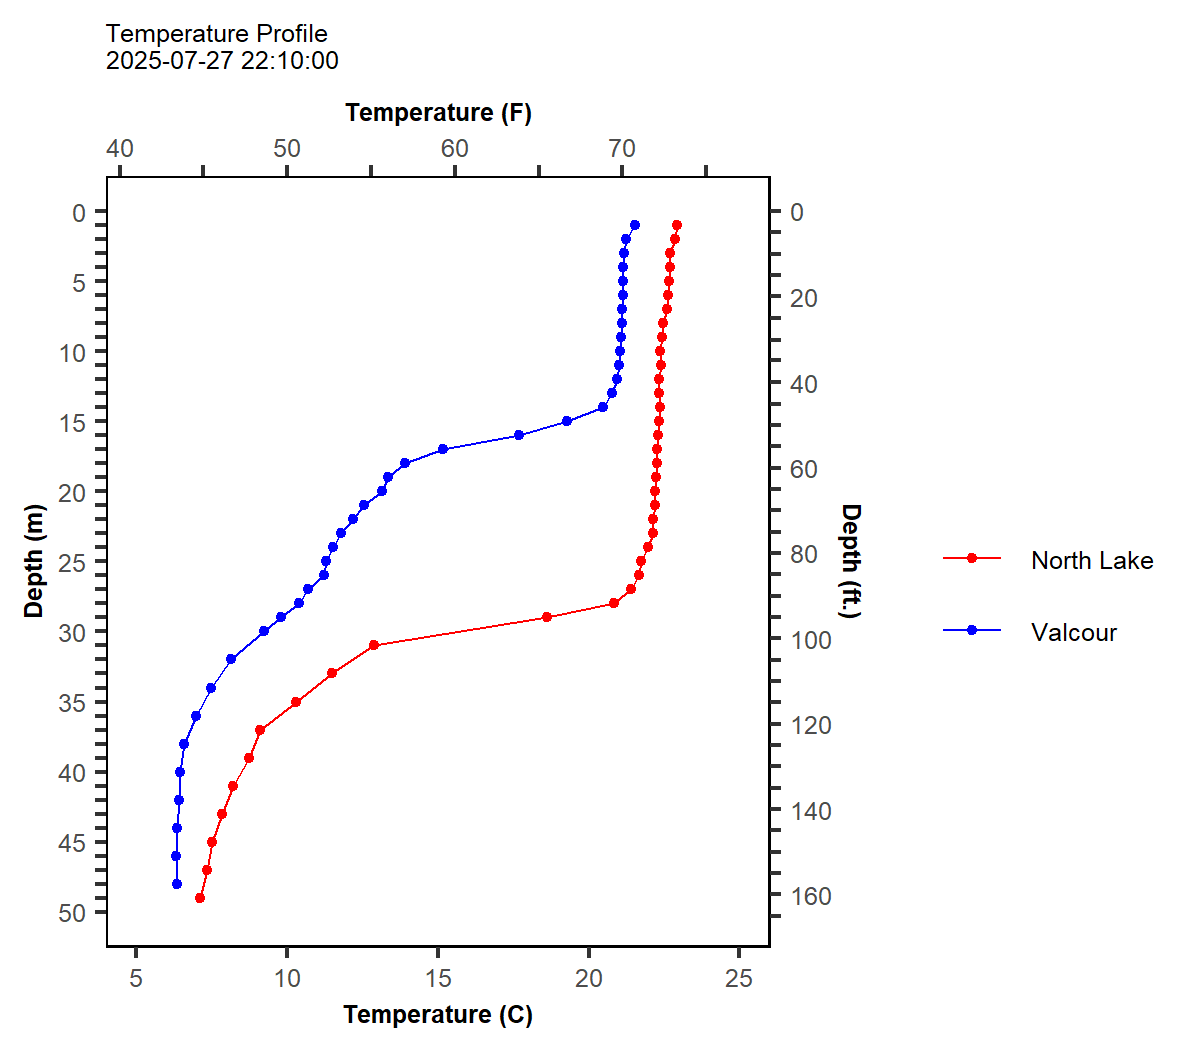 Temperature Profile
2025-07-27 22:10:00
Temperature (F)
40 50 60 70
0 0
5 20
10 40
15 60
20 80
25 100
30 120
35 140
40 160
45
50
Depth (m)
Depth (ft.)
North Lake
Valcour
5 10 15 20 25
Temperature (C)